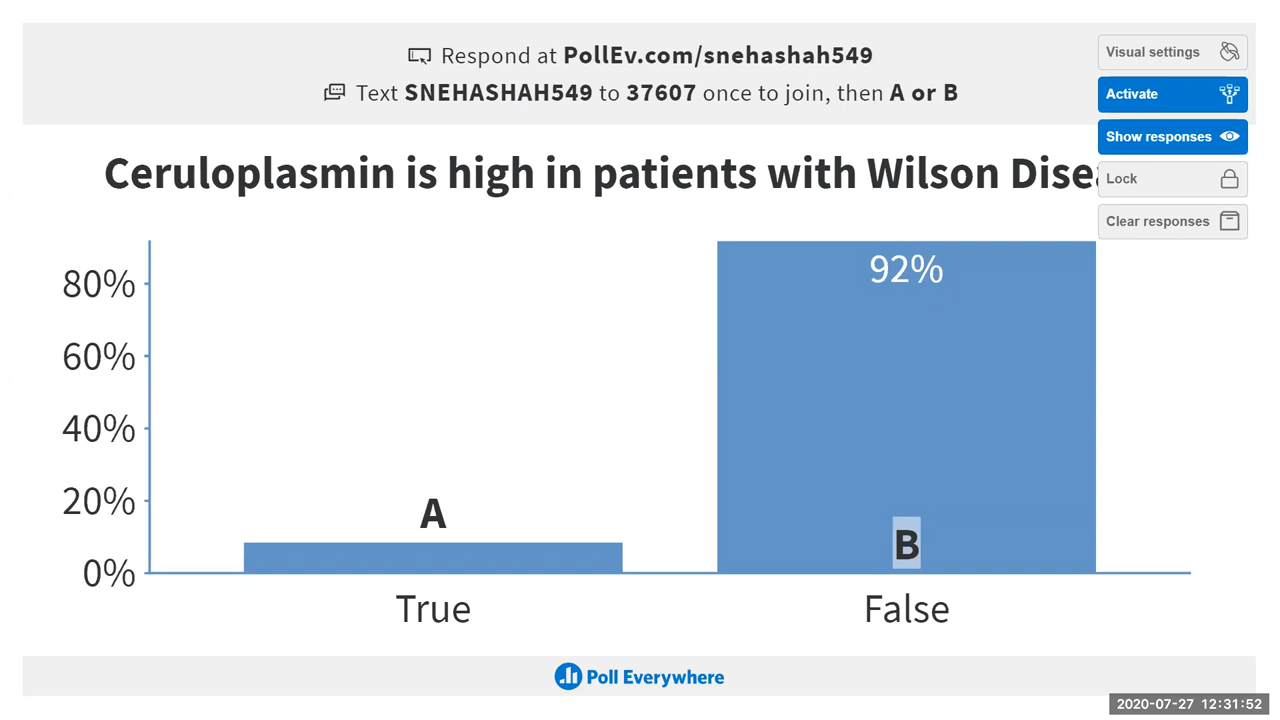 Respond at PollEv.com/snehashah549
Text SNEHASHAH549 to 37607 once to join, then A or B
Visual settings
Activate
Show responses
Lock
Clear responses
Ceruloplasmin is high in patients with Wilson
80%
60%
40%
20%
0%
92%
A
B
True
False
Poll Everywhere
2020-07-27 12:31:52